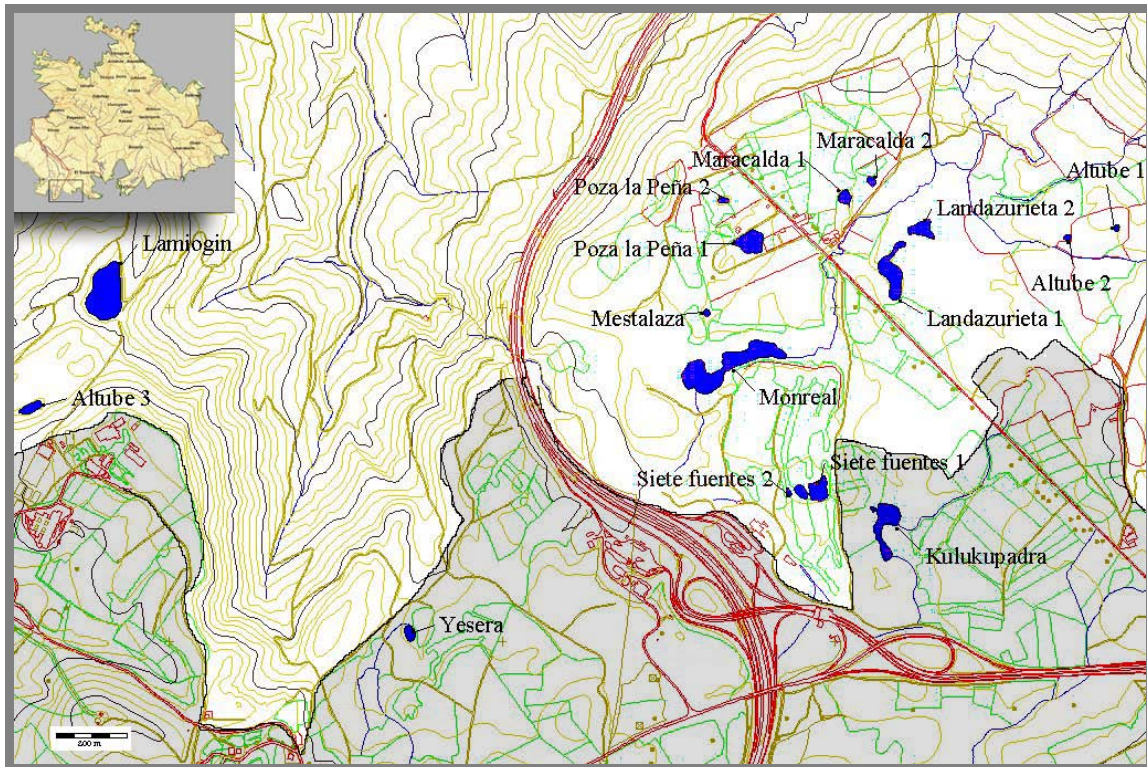 Maracalda 2
Maracalda 1
Altube 1
Poza la Peña 2
Landazurieta 2
Lamiogin
Poza la Peña 1
Altube 2
Mestalaza
Landazurieta 1
Monreal
Altube 3
Siete fuentes 1
Siete fuentes 2
Kulukupadra
Yesera
200 m